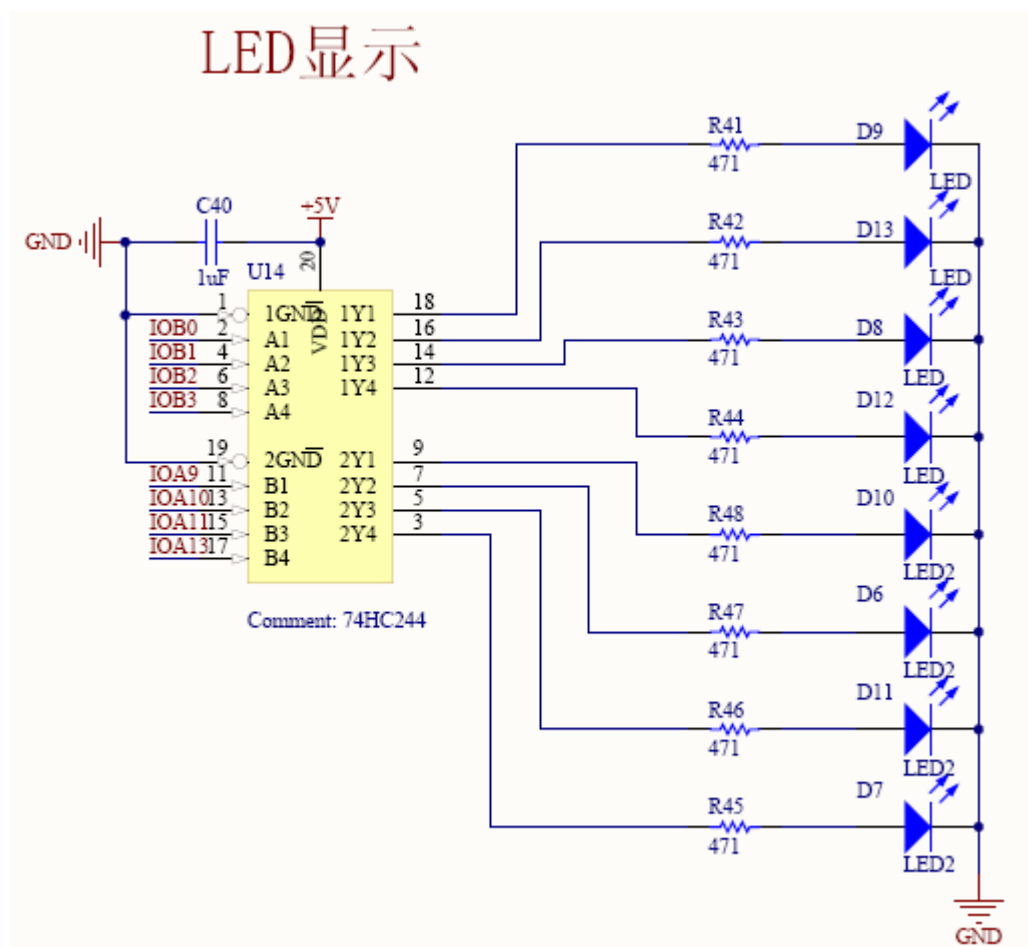 LED显示
R41
D9
471
LED
C40
+5V
R42
D13
GND
471
20
1uF
U14
LED
1
1GND
VDD
1Y1
18
R43
D8
IOB0
2
A1
1Y2
16
471
IOB1
4
A2
1Y3
14
LED
IOB2
6
A3
1Y4
12
D12
IOB3
8
A4
R44
471
LED
19
2GND
2Y1
9
IOA9
11
B1
2Y2
7
D10
IOA10
13
B2
2Y3
5
R48
IOA11
15
B3
2Y4
3
471
IOA13
17
B4
LED2
D6
Comment: 74HC244
R47
471
LED2
D11
R46
471
LED2
D7
R45
471
LED2
GND